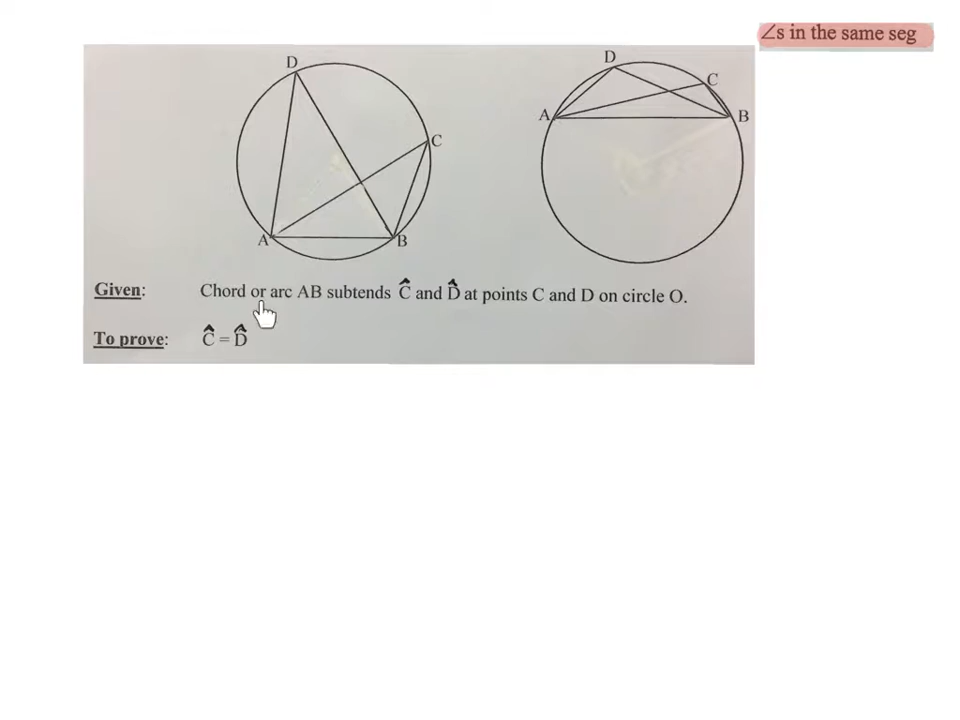 ∠s in the same seg
D
D
C
A
B
C
A
B
Given: Chord or arc AB subtends Ĉ and D̂ at points C and D on circle O.
To prove: Ĉ = D̂